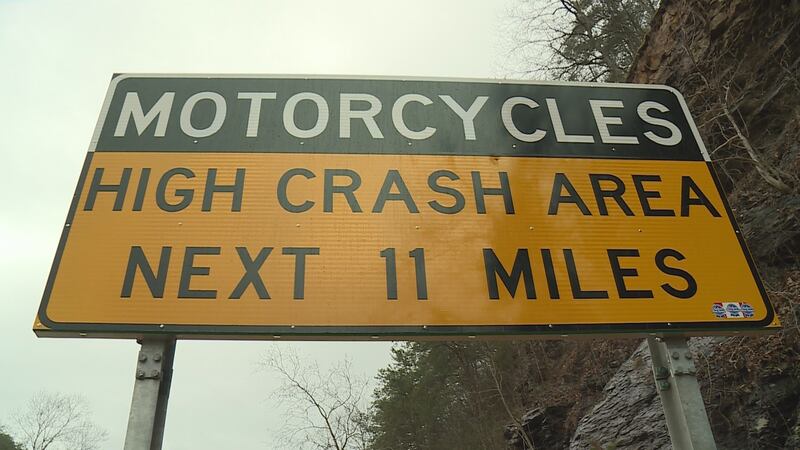 MOTORCYCLES
HIGH CRASH AREA
NEXT 11 MILES